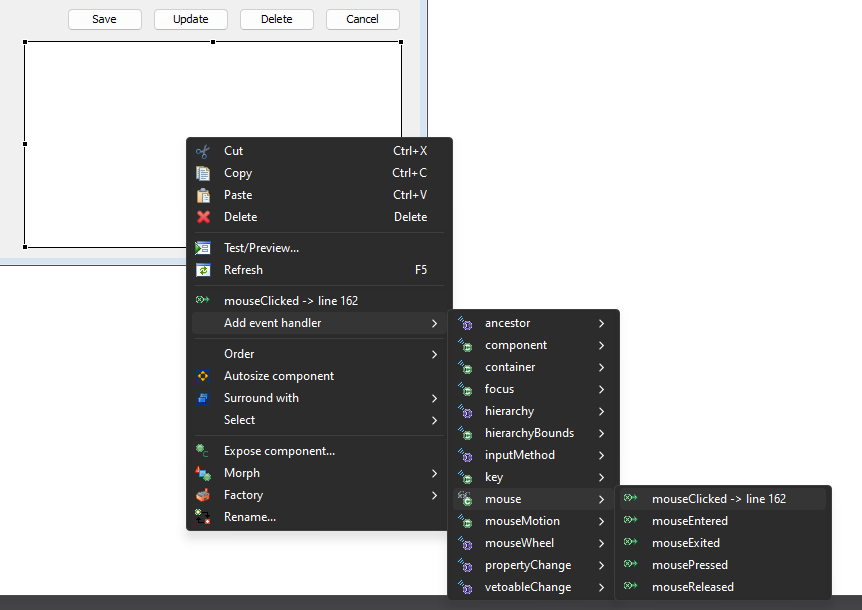 Save Update Delete Cancel
Cut Ctrl+X
Copy Ctrl+C
Paste Ctrl+V
Delete Delete
Test/Preview...
Refresh F5
mouseClicked -> line 162
Add event handler
Order
Autosize component
Surround with
Select
Expose component...
Morph
Factory
Rename...
ancestor
component
container
focus
hierarchy
hierarchyBounds
inputMethod
key
mouse
mouseMotion
mouseWheel
propertyChange
vetoableChange
mouseClicked -> line 162
mouseEntered
mouseExited
mousePressed
mouseReleased